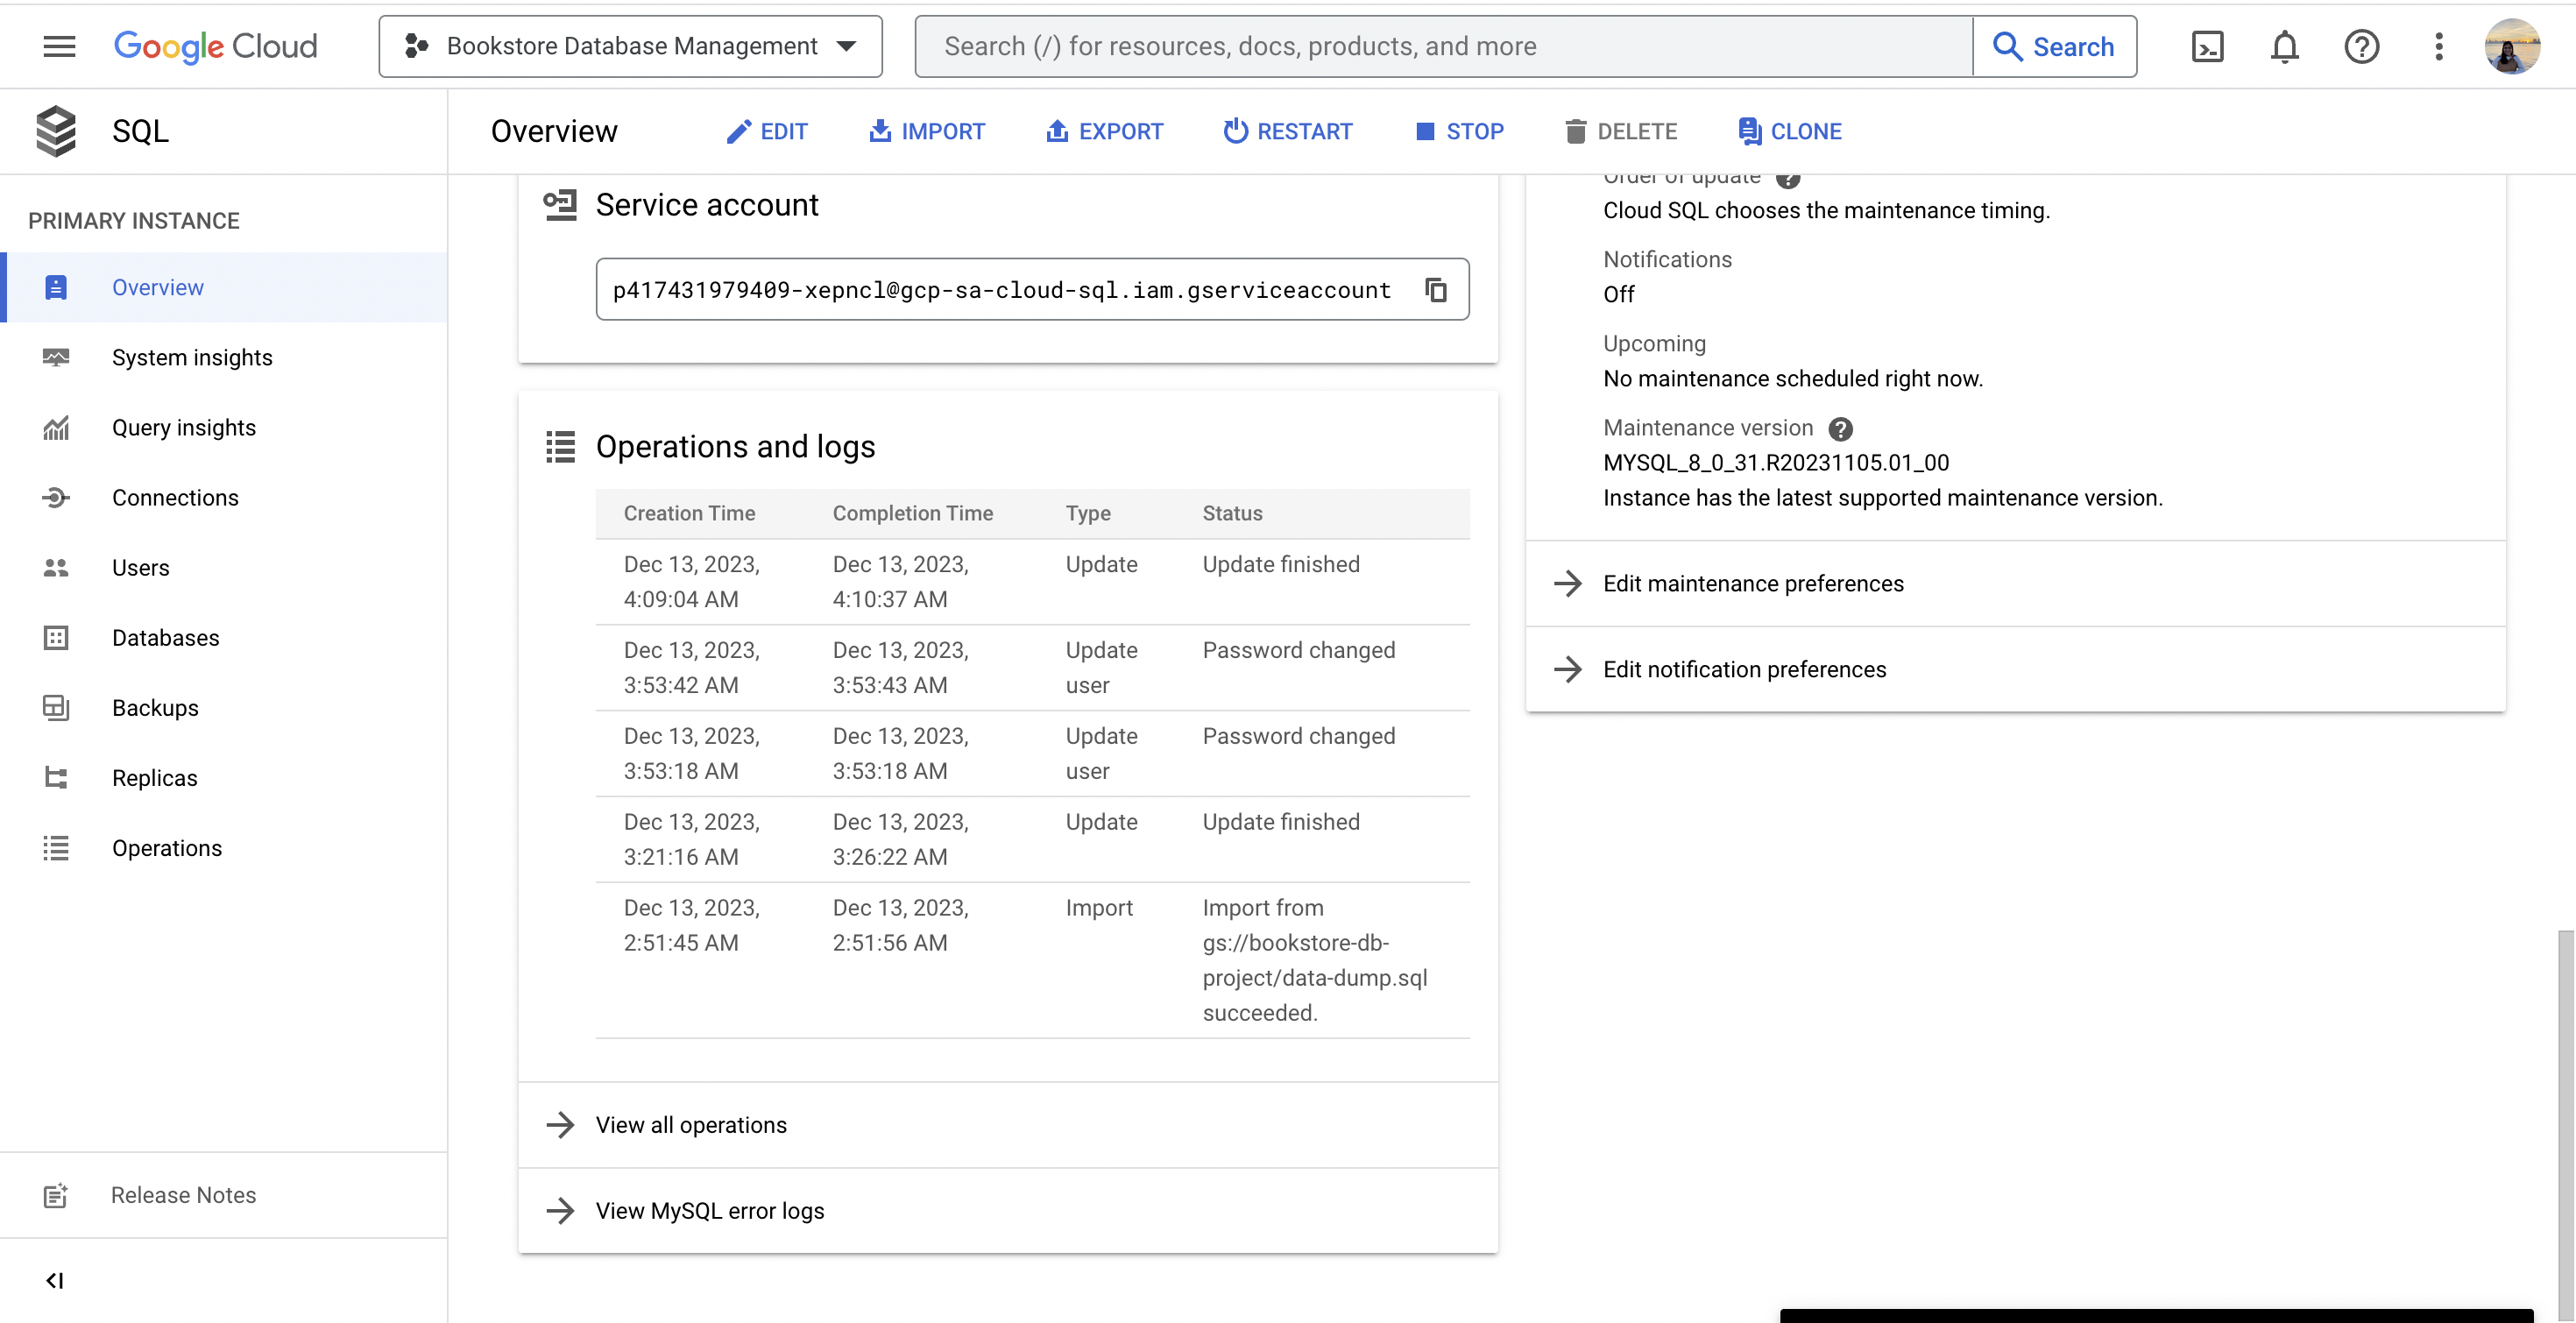 Google Cloud
Bookstore Database Management
Search (/) for resources, docs, products, and more
Search
SQL
Overview
EDIT
IMPORT
EXPORT
RESTART
STOP
DELETE
CLONE
PRIMARY INSTANCE
Overview
System insights
Query insights
Connections
Users
Databases
Backups
Replicas
Operations
Release Notes
Service account
p417431979409-xepncl@gcp-sa-cloud-sql.iam.gserviceaccount
Operations and logs
Creation Time Completion Time Type Status
Dec 13, 2023, Dec 13, 2023, Update Update finished
4:09:04 AM 4:10:37 AM
Dec 13, 2023, Dec 13, 2023, Update Password changed
3:53:42 AM 3:53:43 AM user
Dec 13, 2023, Dec 13, 2023, Update Password changed
3:53:18 AM 3:53:18 AM user
Dec 13, 2023, Dec 13, 2023, Update Update finished
3:21:16 AM 3:26:22 AM
Dec 13, 2023, Dec 13, 2023, Import Import from
2:51:45 AM 2:51:56 AM gs://bookstore-db-
project/data-dump.sql
succeeded.
View all operations
View MySQL error logs
Order of update
Cloud SQL chooses the maintenance timing.
Notifications
Off
Upcoming
No maintenance scheduled right now.
Maintenance version
MYSQL_8_0_31.R20231105.01_00
Instance has the latest supported maintenance version.
Edit maintenance preferences
Edit notification preferences